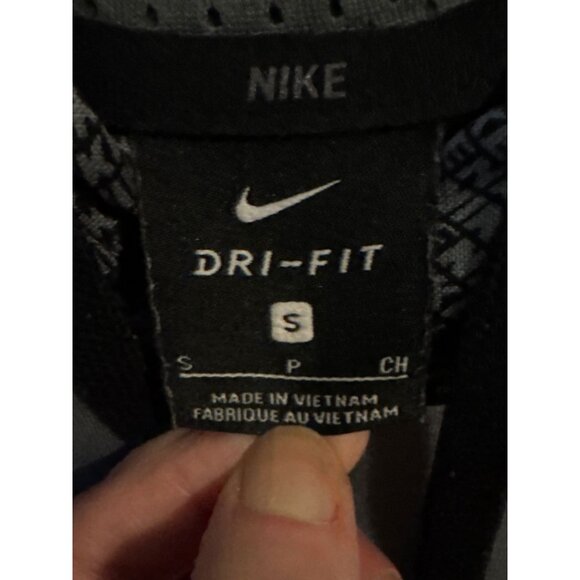 NIKE
DRI-FIT
S
S P CH
MADE IN VIETNAM
FABRIQUE AU VIETNAM